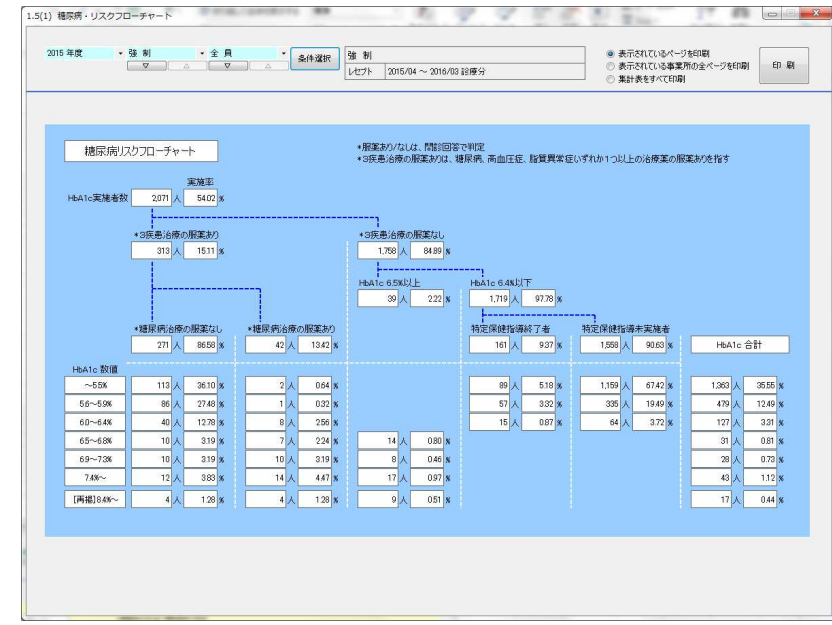 1.5(1) 糖尿病・リスクフローチャート
2015 年度 強 制 全 員 条件選択 強 制
レセプト 2015/04 ～ 2016/03 診療分
表示されているページを印刷
表示されている事業所の全ページを印刷
集計表をすべて印刷
印 刷
糖尿病リスクフローチャート
*服薬あり/なしは、問診回答で判定
*3疾患治療の服薬ありは、糖尿病、高血圧症、脂質異常症いずれか1つ以上の治療薬の服薬ありを指す
実施率
HbA1c実施者数 2,071 人 54.02 %
*3疾患治療の服薬あり *3疾患治療の服薬なし
313 人 15.11 % 1,758 人 84.89 %
HbA1c 6.5%以上 HbA1c 6.4%以下
39 人 2.22 % 1,719 人 97.78 %
*糖尿病治療の服薬なし *糖尿病治療の服薬あり 特定保健指導終了者 特定保健指導未実施者
271 人 86.58 % 42 人 13.42 % 161 人 9.37 % 1,558 人 90.63 % HbA1c 合計
HbA1c 数値
～5.5% 113 人 36.10 % 2 人 0.64 % 89 人 5.18 % 1,159 人 67.42 % 1,363 人 35.55 %
5.6～5.9% 86 人 27.48 % 1 人 0.32 % 57 人 3.32 % 335 人 19.49 % 479 人 12.49 %
6.0～6.4% 40 人 12.78 % 8 人 2.56 % 15 人 0.87 % 64 人 3.72 % 127 人 3.31 %
6.5～6.8% 10 人 3.19 % 7 人 2.24 % 14 人 0.80 % 31 人 0.81 %
6.9～7.3% 10 人 3.19 % 10 人 3.19 % 8 人 0.46 % 28 人 0.73 %
7.4%～ 12 人 3.83 % 14 人 4.47 % 17 人 0.97 % 43 人 1.12 %
[再掲]8.4%～ 4 人 1.28 % 4 人 1.28 % 9 人 0.51 % 17 人 0.44 %